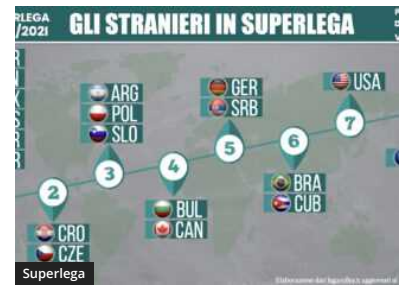 RLEGA
/2021
GLI STRANIERI IN SUPERLEGA
2
CRO
CZE
3
ARG
POL
SLO
4
BUL
CAN
5
GER
SRB
6
BRA
CUB
7
USA
Superlega